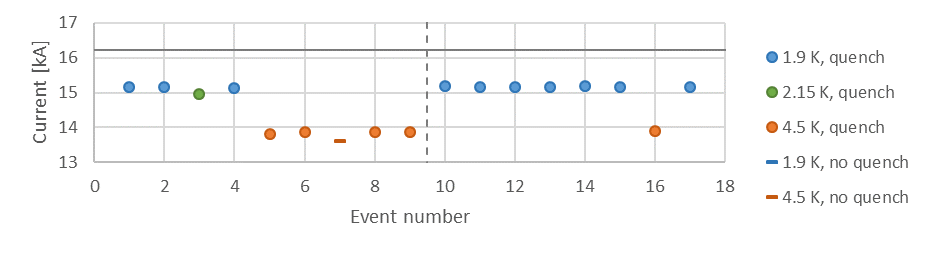 17
16
15
14
13
Current [kA]
0 2 4 6 8 10 12 14 16 18
Event number
1.9 K, quench
2.15 K, quench
4.5 K, quench
1.9 K, no quench
4.5 K, no quench